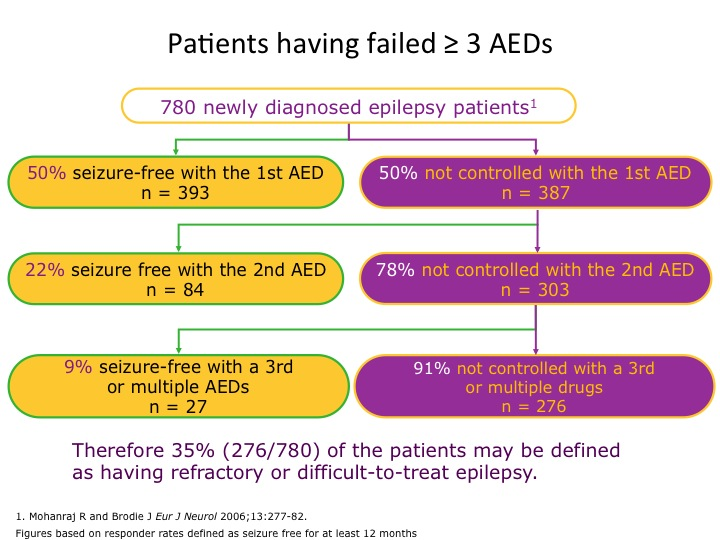 Patients having failed ≥ 3 AEDs
780 newly diagnosed epilepsy patients¹
50% seizure-free with the 1st AED
n = 393
50% not controlled with the 1st AED
n = 387
22% seizure free with the 2nd AED
n = 84
78% not controlled with the 2nd AED
n = 303
9% seizure-free with a 3rd
or multiple AEDs
n = 27
91% not controlled with a 3rd
or multiple drugs
n = 276
Therefore 35% (276/780) of the patients may be defined
as having refractory or difficult-to-treat epilepsy.
1. Mohanraj R and Brodie J Eur J Neurol 2006;13:277-82.
Figures based on responder rates defined as seizure free for at least 12 months